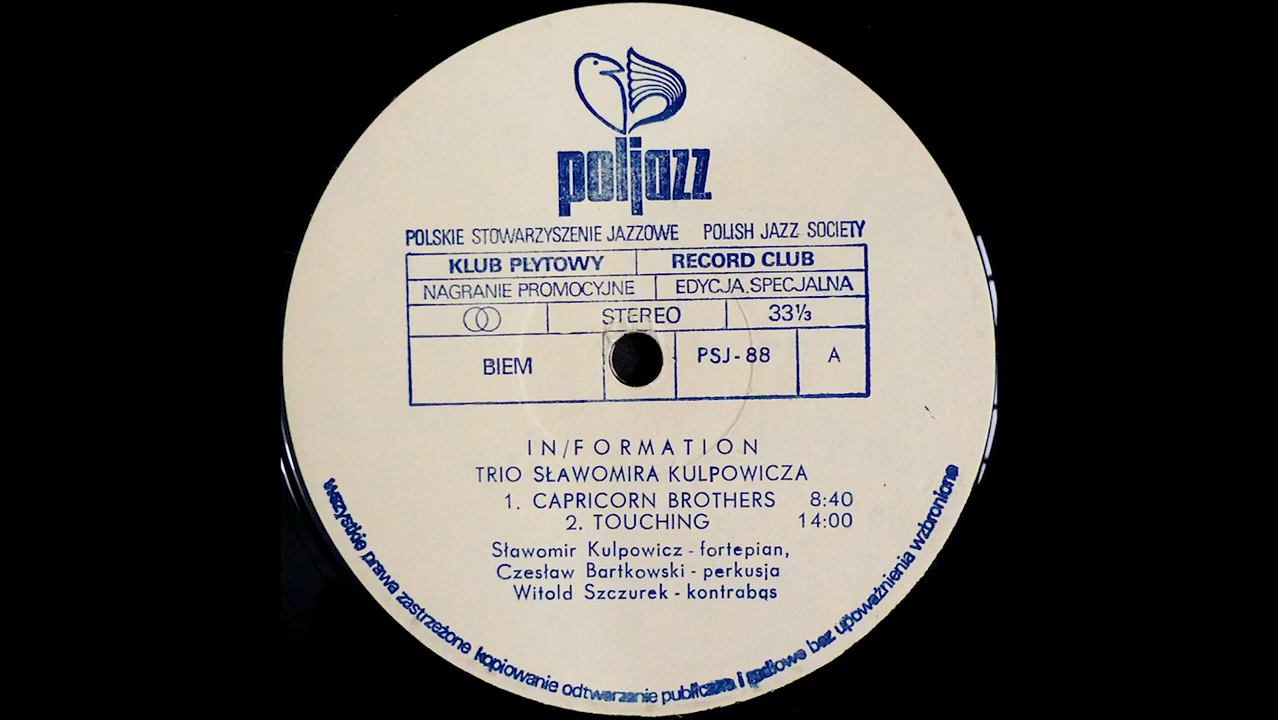 poljazz
POLSKIE STOWARZYSZENIE JAZZOWE POLISH JAZZ SOCIETY
KLUB PŁYTOWY RECORD CLUB
NAGRANIE PROMOCYJNE EDYCJA SPECJALNA
STEREO 33⅓
BIEM PSJ-88 A
IN/FORMATION
TRIO SŁAWOMIRA KULPOWICZA
1. CAPRICORN BROTHERS 8:40
2. TOUCHING 14:00
Sławomir Kulpowicz - fortepian,
Czesław Bartkowski - perkusja
Witold Szczurek - kontrabąs
Wszystkie prawa zastrzeżone kopiowanie odtwarzanie publiczne i radiowe bez upoważnienia wzbronione